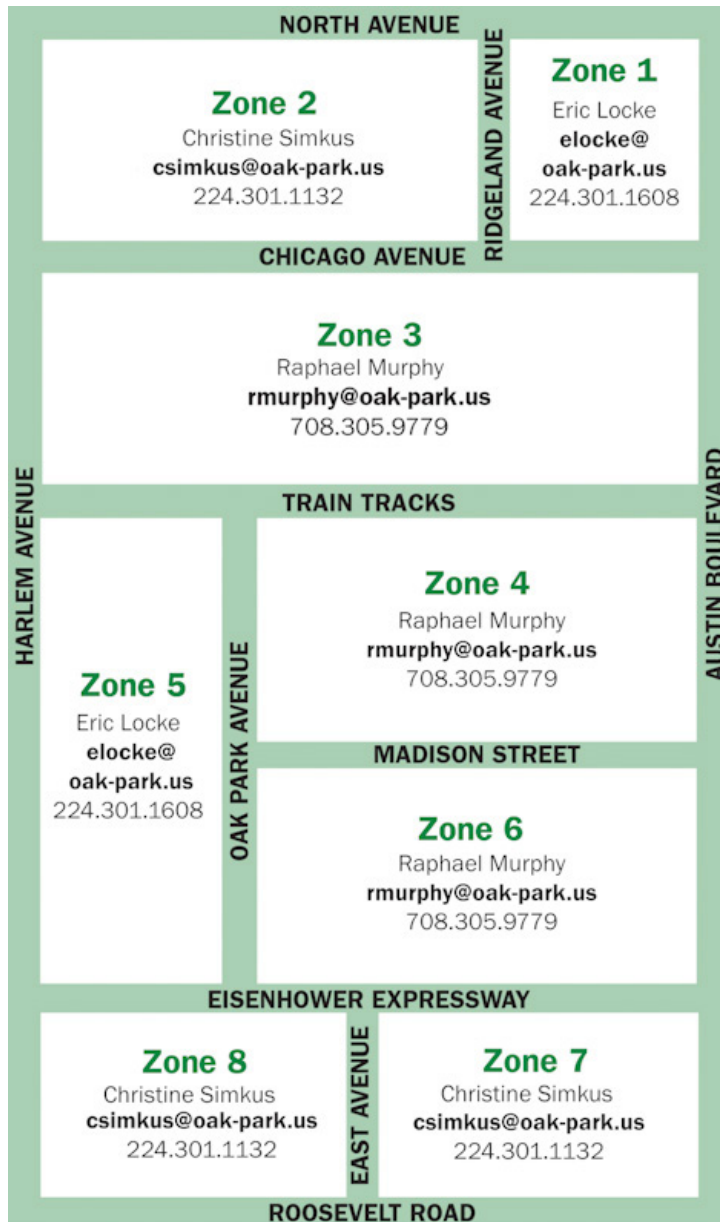 NORTH AVENUE
Zone 2
Christine Simkus
csimkus@oak-park.us
224.301.1132
RIDGELAND AVENUE
Zone 1
Eric Locke
elocke@
oak-park.us
224.301.1608
CHICAGO AVENUE
Zone 3
Raphael Murphy
rmurphy@oak-park.us
708.305.9779
HARLEM AVENUE
AUSTIN BOULEVARD
TRAIN TRACKS
Zone 4
Raphael Murphy
rmurphy@oak-park.us
708.305.9779
Zone 5
Eric Locke
elocke@
oak-park.us
224.301.1608
OAK PARK AVENUE
MADISON STREET
Zone 6
Raphael Murphy
rmurphy@oak-park.us
708.305.9779
EISENHOWER EXPRESSWAY
Zone 8
Christine Simkus
csimkus@oak-park.us
224.301.1132
EAST AVENUE
Zone 7
Christine Simkus
csimkus@oak-park.us
224.301.1132
ROOSEVELT ROAD